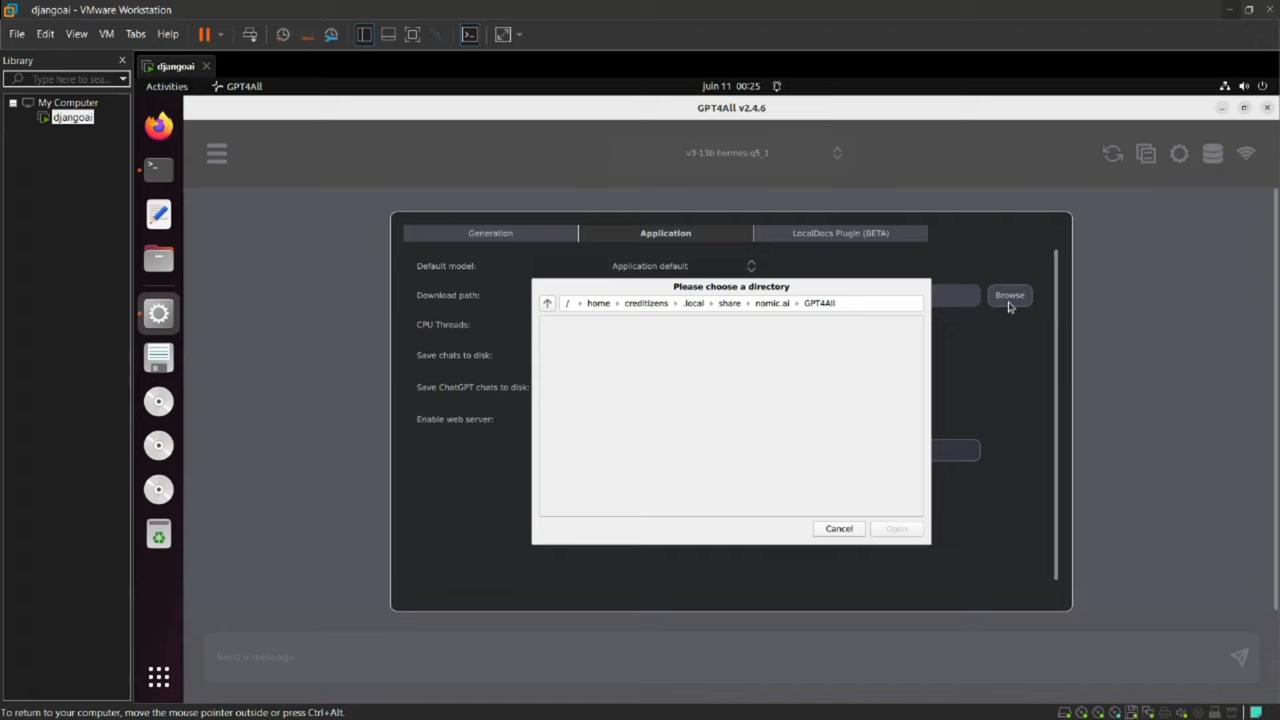 djangoai - VMware Workstation
File Edit View VM Tabs Help
Library
Type here to sea...
My Computer
djangoai
djangoai
Activities GPT4All juin 11 00:25
GPT4All v2.4.6
v3-13b-hermes-q5_1
Generation Application LocalDocs Plugin (BETA)
Default model: Application default
Download path: Browse
CPU Threads:
Save chats to disk:
Save ChatGPT chats to disk:
Enable web server:
Please choose a directory
/ home creditizens .local share nomic.ai GPT4All
Cancel Open
Send a message
To return to your computer, move the mouse pointer outside or press Ctrl+Alt.